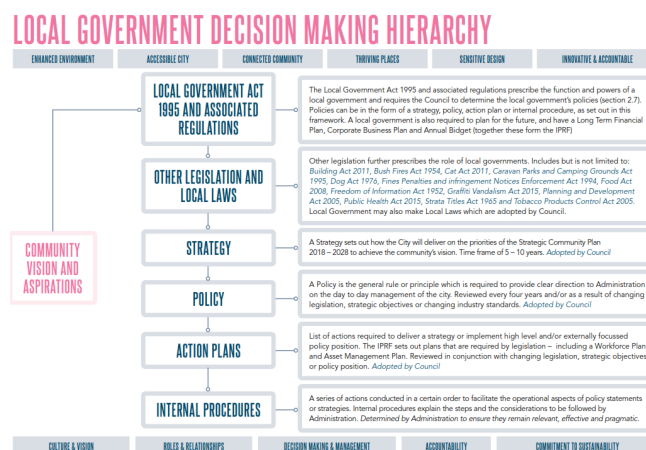 LOCAL GOVERNMENT DECISION MAKING HIERARCHY
ENHANCED ENVIRONMENT
ACCESSIBLE CITY
CONNECTED COMMUNITY
THRIVING PLACES
SENSITIVE DESIGN
INNOVATIVE & ACCOUNTABLE
COMMUNITY
VISION AND
ASPIRATIONS
LOCAL GOVERNMENT ACT
1995 AND ASSOCIATED
REGULATIONS
The Local Government Act 1995 and associated regulations prescribe the function and powers of a
local government and requires the Council to determine the local government's policies (section 2.7).
Policies can be in the form of a strategy, policy, action plan or internal procedure, as set out in this
framework. A local government is also required to plan for the future, and have a Long Term Financial
Plan, Corporate Business Plan and Annual Budget (together these form the IPRF)
OTHER LEGISLATION AND
LOCAL LAWS
Other legislation further prescribes the role of local governments. Includes but is not limited to:
Building Act 2011, Bush Fires Act 1954, Cat Act 2011, Caravan Parks and Camping Grounds Act
1995, Dog Act 1976, Fines Penalties and infringement Notices Enforcement Act 1994, Food Act
2008, Freedom of Information Act 1992, Graffiti Vandalism Act 2015, Planning and Development
Act 2005, Public Health Act 2015, Strata Titles Act 1965 and Tobacco Products Control Act 2005.
Local Government may also make Local Laws which are adopted by Council.
STRATEGY
A Strategy sets out how the City will deliver on the priorities of the Strategic Community Plan
2018 – 2028 to achieve the community's vision. Time frame of 5 – 10 years. Adopted by Council
POLICY
A Policy is the general rule or principle which is required to provide clear direction to Administration
on the day to day management of the city. Reviewed every four years and/or as a result of changing
legislation, strategic objectives or changing industry standards. Adopted by Council
ACTION PLANS
List of actions required to deliver a strategy or implement high level and/or externally focussed
policy position. The IPRF sets out plans that are required by legislation – including a Workforce Plan
and Asset Management Plan. Reviewed in conjunction with changing legislation, strategic objectives
or policy position. Adopted by Council
INTERNAL PROCEDURES
A series of actions conducted in a certain order to facilitate the operational aspects of policy statements
or strategies. Internal procedures explain the steps and the considerations to be followed by
Administration. Determined by Administration to ensure they remain relevant, effective and pragmatic.
CULTURE & VISION
ROLES & RELATIONSHIPS
DECISION MAKING & MANAGEMENT
ACCOUNTABILITY
COMMITMENT TO SUSTAINABILITY